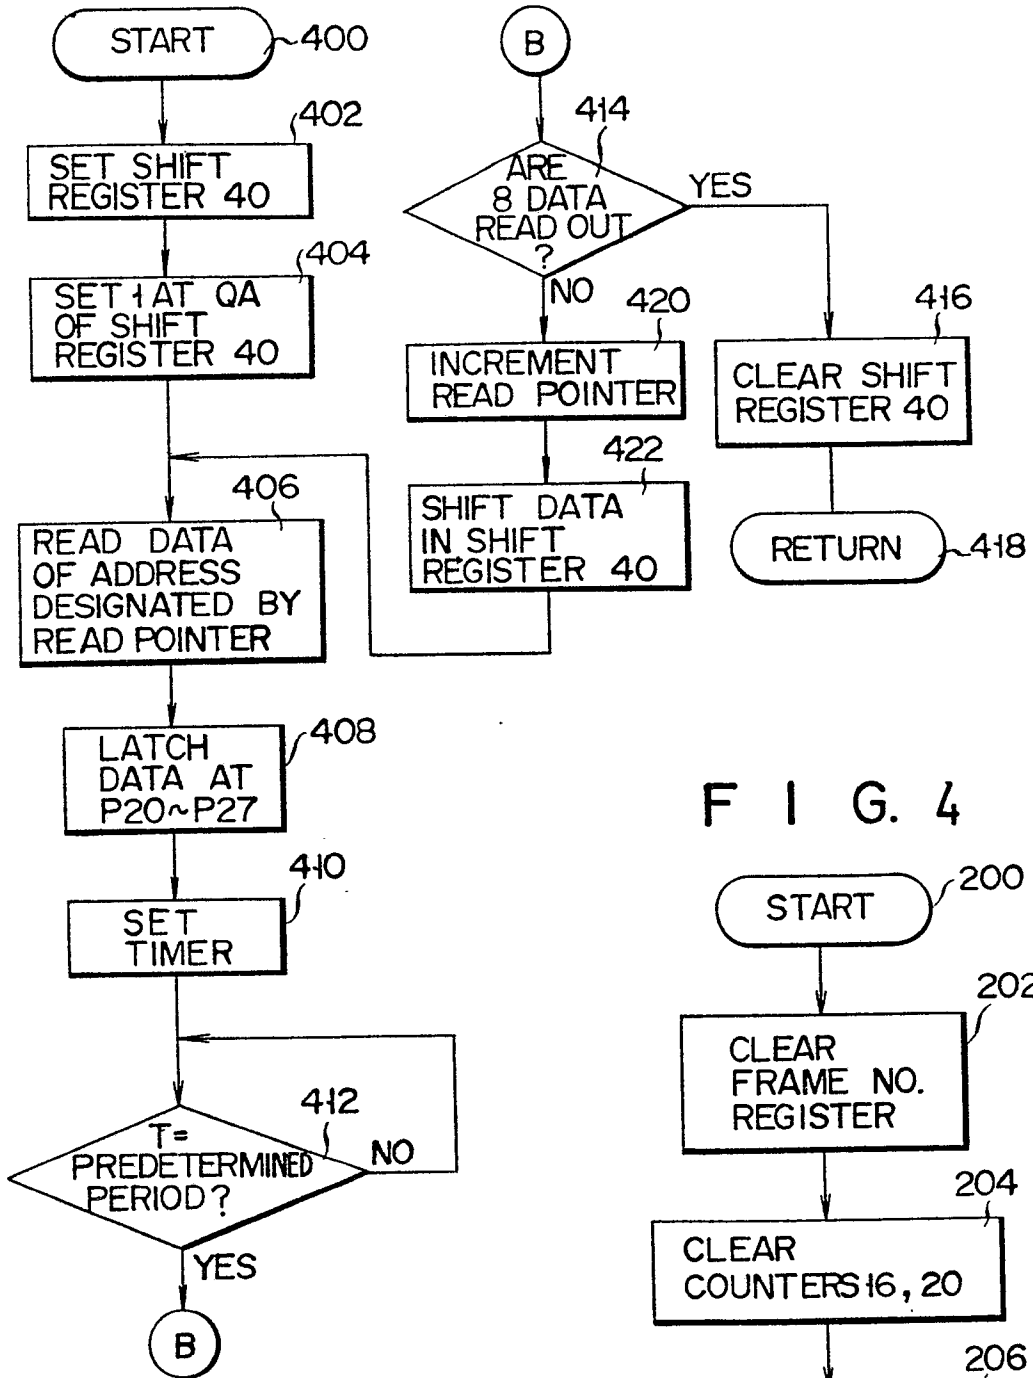 START
400
402
SET SHIFT
REGISTER 40
404
SET 1 AT QA
OF SHIFT
REGISTER 40
406
READ DATA
OF ADDRESS
DESIGNATED BY
READ POINTER
408
LATCH
DATA AT
P20~P27
410
SET
TIMER
412
T=
PREDETERMINED
PERIOD?
NO
YES
B
B
414
ARE
8 DATA
READ OUT
?
YES
NO
420
INCREMENT
READ POINTER
422
SHIFT DATA
IN SHIFT
REGISTER 40
416
CLEAR SHIFT
REGISTER 40
RETURN
418
FIG. 4
START
200
202
CLEAR
FRAME NO.
REGISTER
204
CLEAR
COUNTERS 16, 20
206